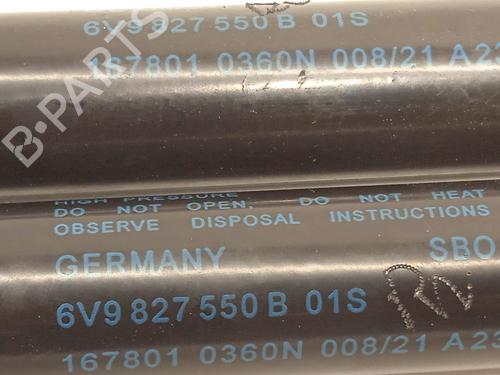 6V9 827 550 B 01S
167801 0360N 008/21 A23
HIGH PRESSURE
DO NOT OPEN. DO NOT HEAT
OBSERVE DISPOSAL INSTRUCTIONS
GERMANY SBO
6V9 827 550 B 01S
167801 0360N 008/21 A23